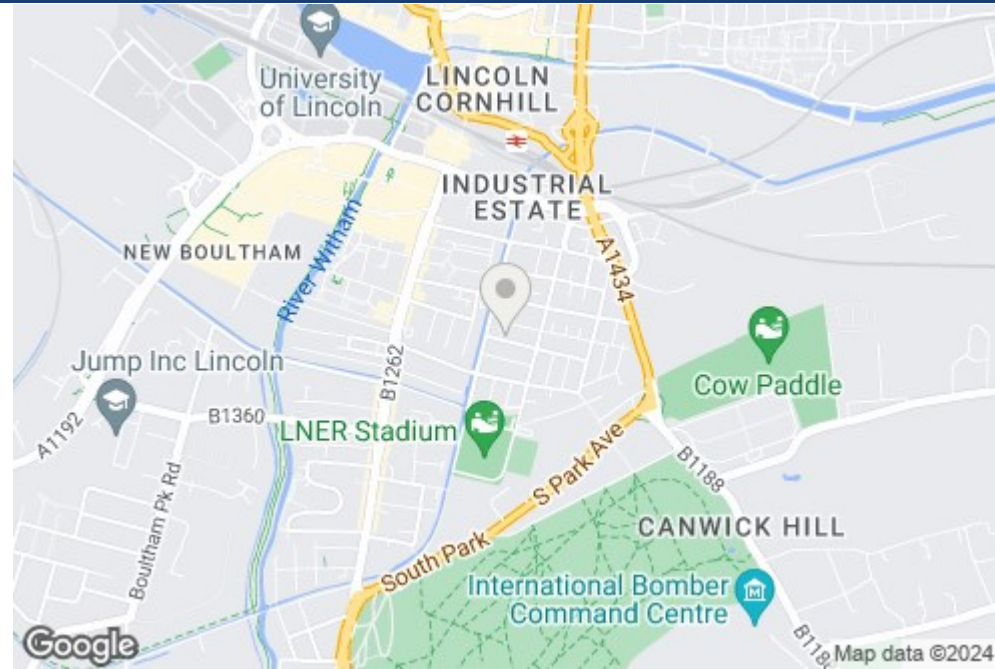 University
of Lincoln
LINCOLN
CORNHILL
INDUSTRIAL
ESTATE
NEW BOULTHAM
River Witham
A1434
Jump Inc Lincoln
B1262
Cow Paddle
A1192
B1360
LNER Stadium
S Park Ave
B1188
Boultham Pk Rd
CANWICK HILL
South Park
International Bomber
Command Centre
Google
Map data ©2024